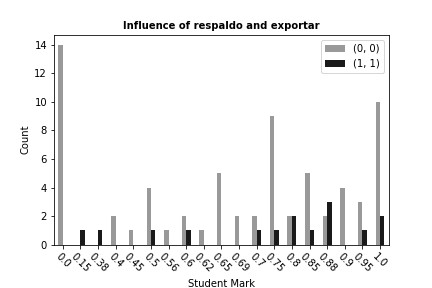 Influence of respaldo and exportar
(0, 0)
(1, 1)
14
12
10
8
6
4
2
0
Count
0.0 0.15 0.38 0.4 0.45 0.5 0.56 0.6 0.62 0.65 0.69 0.7 0.75 0.8 0.85 0.88 0.9 0.95 1.0
Student Mark